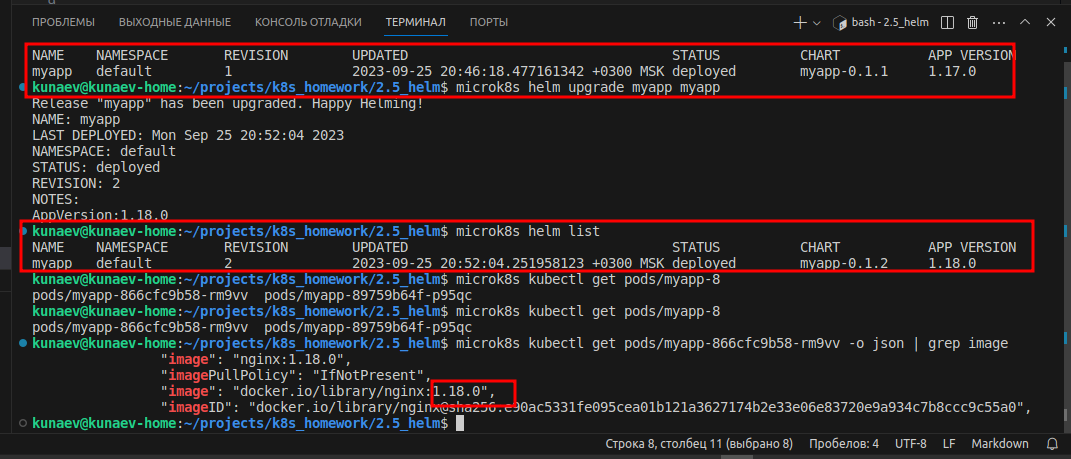 ПРОБЛЕМЫ ВЫХОДНЫЕ ДАННЫЕ КОНСОЛЬ ОТЛАДКИ ТЕРМИНАЛ ПОРТЫ bash - 2.5_helm
NAME NAMESPACE REVISION UPDATED STATUS CHART APP VERSION
myapp default 1 2023-09-25 20:46:18.477161342 +0300 MSK deployed myapp-0.1.1 1.17.0
kunaev@kunaev-home:~/projects/k8s_homework/2.5_helm$ microk8s helm upgrade myapp myapp
Release "myapp" has been upgraded. Happy Helming!
NAME: myapp
LAST DEPLOYED: Mon Sep 25 20:52:04 2023
NAMESPACE: default
STATUS: deployed
REVISION: 2
NOTES:
AppVersion:1.18.0
kunaev@kunaev-home:~/projects/k8s_homework/2.5_helm$ microk8s helm list
NAME NAMESPACE REVISION UPDATED STATUS CHART APP VERSION
myapp default 2 2023-09-25 20:52:04.251958123 +0300 MSK deployed myapp-0.1.2 1.18.0
kunaev@kunaev-home:~/projects/k8s_homework/2.5_helm$ microk8s kubectl get pods/myapp-8
pods/myapp-866cfc9b58-rm9vv pods/myapp-89759b64f-p95qc
kunaev@kunaev-home:~/projects/k8s_homework/2.5_helm$ microk8s kubectl get pods/myapp-8
pods/myapp-866cfc9b58-rm9vv pods/myapp-89759b64f-p95qc
kunaev@kunaev-home:~/projects/k8s_homework/2.5_helm$ microk8s kubectl get pods/myapp-866cfc9b58-rm9vv -o json | grep image
"image": "nginx:1.18.0",
"imagePullPolicy": "IfNotPresent",
"image": "docker.io/library/nginx:1.18.0",
"imageID": "docker.io/library/nginx@sha256:e90ac5331fe095cea01b121a3627174b2e33e06e83720e9a934c7b8ccc9c55a0",
kunaev@kunaev-home:~/projects/k8s_homework/2.5_helm$
Строка 8, столбец 11 (выбрано 8) Пробелов: 4 UTF-8 LF Markdown